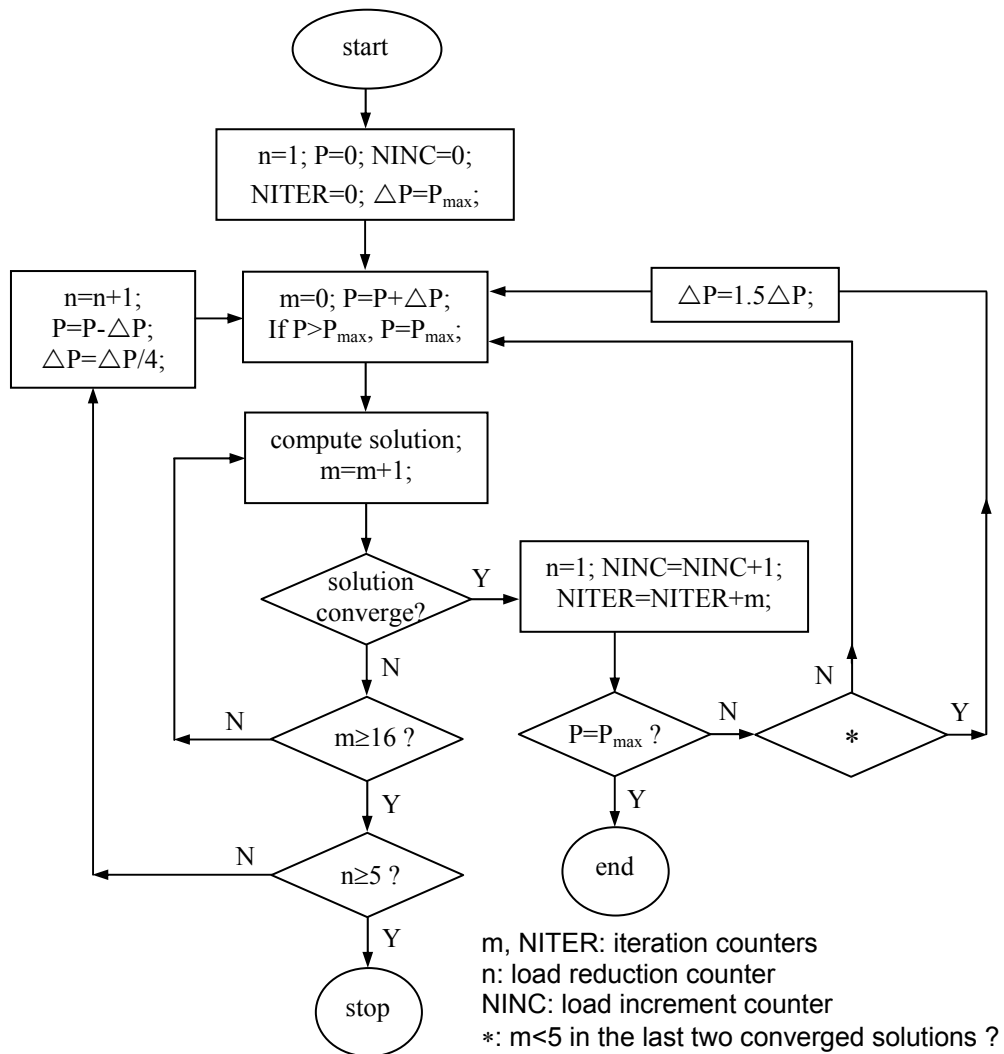 start
n=1; P=0; NINC=0;
NITER=0; △P=Pmax;
n=n+1;
P=P-△P;
△P=△P/4;
m=0; P=P+△P;
If P>Pmax, P=Pmax;
△P=1.5△P;
compute solution;
m=m+1;
solution
converge?
Y
n=1; NINC=NINC+1;
NITER=NITER+m;
N
N
m≥16 ?
N
P=Pmax ?
N
*
Y
Y
Y
N
n≥5 ?
end
Y
stop
m, NITER: iteration counters
n: load reduction counter
NINC: load increment counter
*: m<5 in the last two converged solutions ?